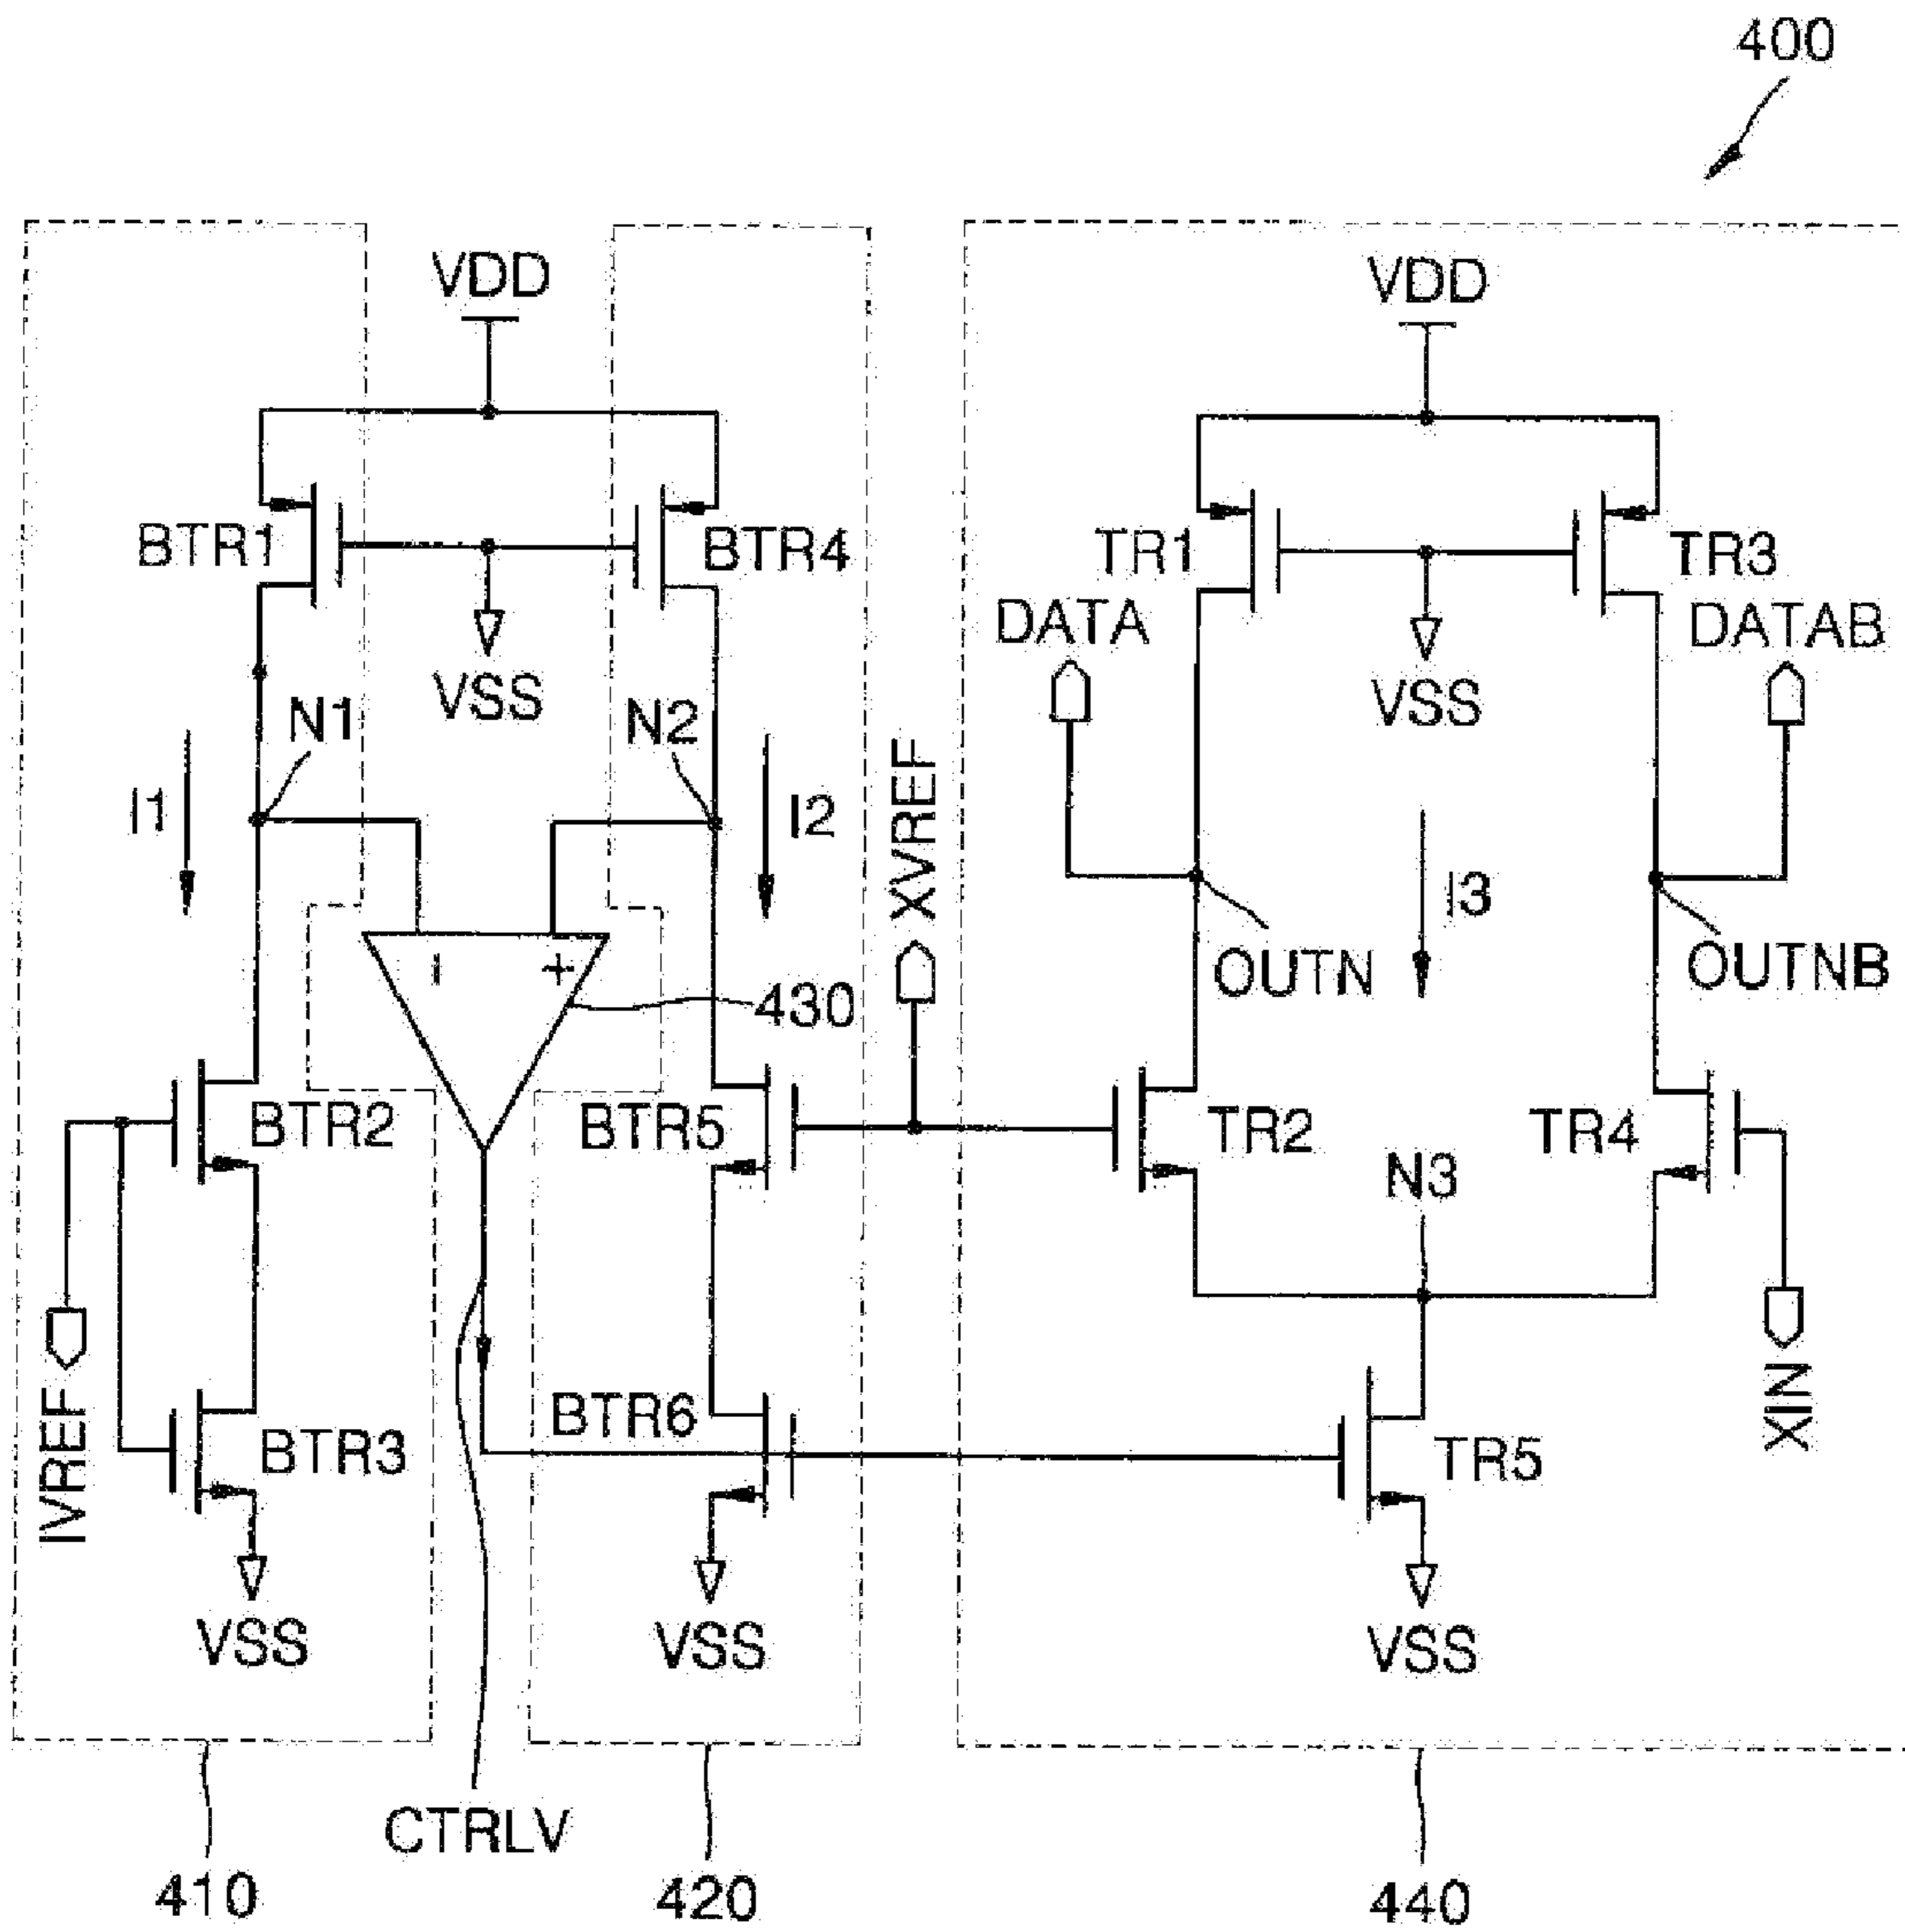 400
VDD
VDD
BTR1
BTR4
TR1
TR3
VSS
VSS
DATA
DATAB
N1
N2
I1
I2
XVREF
I3
-
+
430
OUTN
OUTNB
BTR2
BTR5
TR2
TR4
N3
IVREF
BTR3
BTR6
TR5
XIN
VSS
VSS
VSS
CTRLV
410
420
440